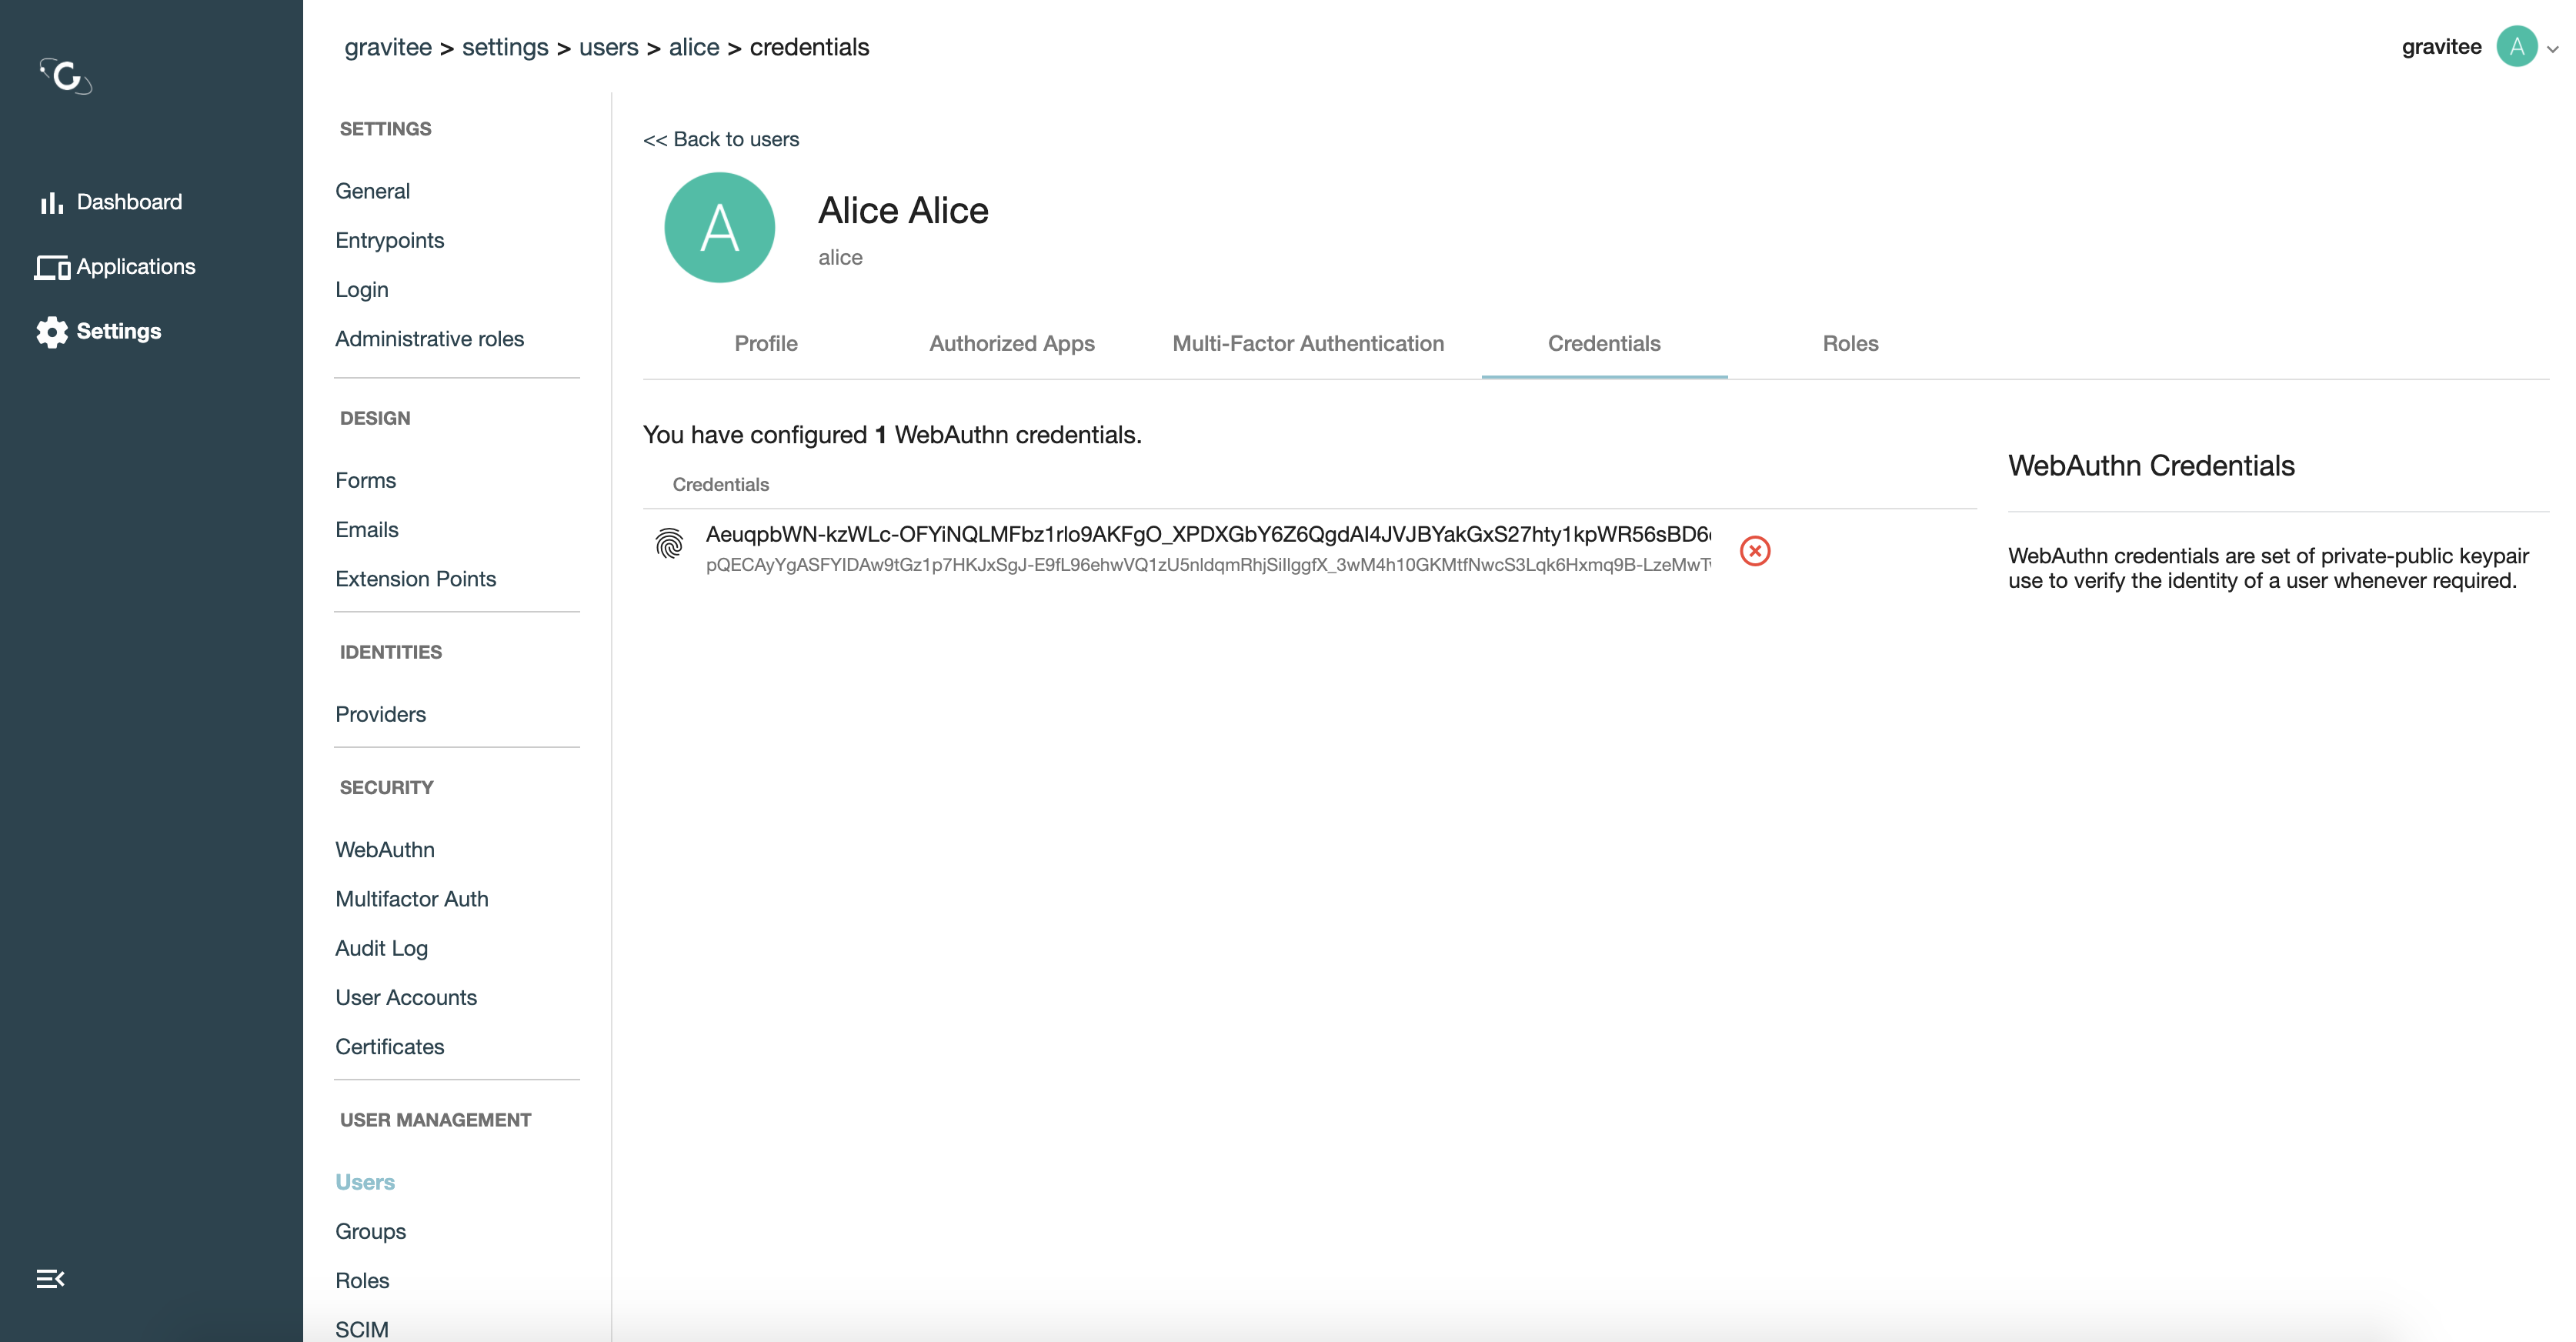 gravitee > settings > users > alice > credentials
gravitee A
Dashboard
Applications
Settings
SETTINGS
General
Entrypoints
Login
Administrative roles
DESIGN
Forms
Emails
Extension Points
IDENTITIES
Providers
SECURITY
WebAuthn
Multifactor Auth
Audit Log
User Accounts
Certificates
USER MANAGEMENT
Users
Groups
Roles
SCIM
<< Back to users
A
Alice Alice
alice
Profile Authorized Apps Multi-Factor Authentication Credentials Roles
You have configured 1 WebAuthn credentials.
Credentials
AeuqpbWN-kzWLc-OFYiNQLMFbz1rlo9AKFgO_XPDXGbY6Z6QgdAI4JVJBYakGxS27hty1kpWR56sBD6
pQECAyYgASFYIDAw9tGz1p7HKJxSgJ-E9fL96ehwVQ1zU5nldqmRhjSiIlggfX_3wM4h10GKMtfNwcS3Lqk6Hxmq9B-LzeMwT
WebAuthn Credentials
WebAuthn credentials are set of private-public keypair
use to verify the identity of a user whenever required.